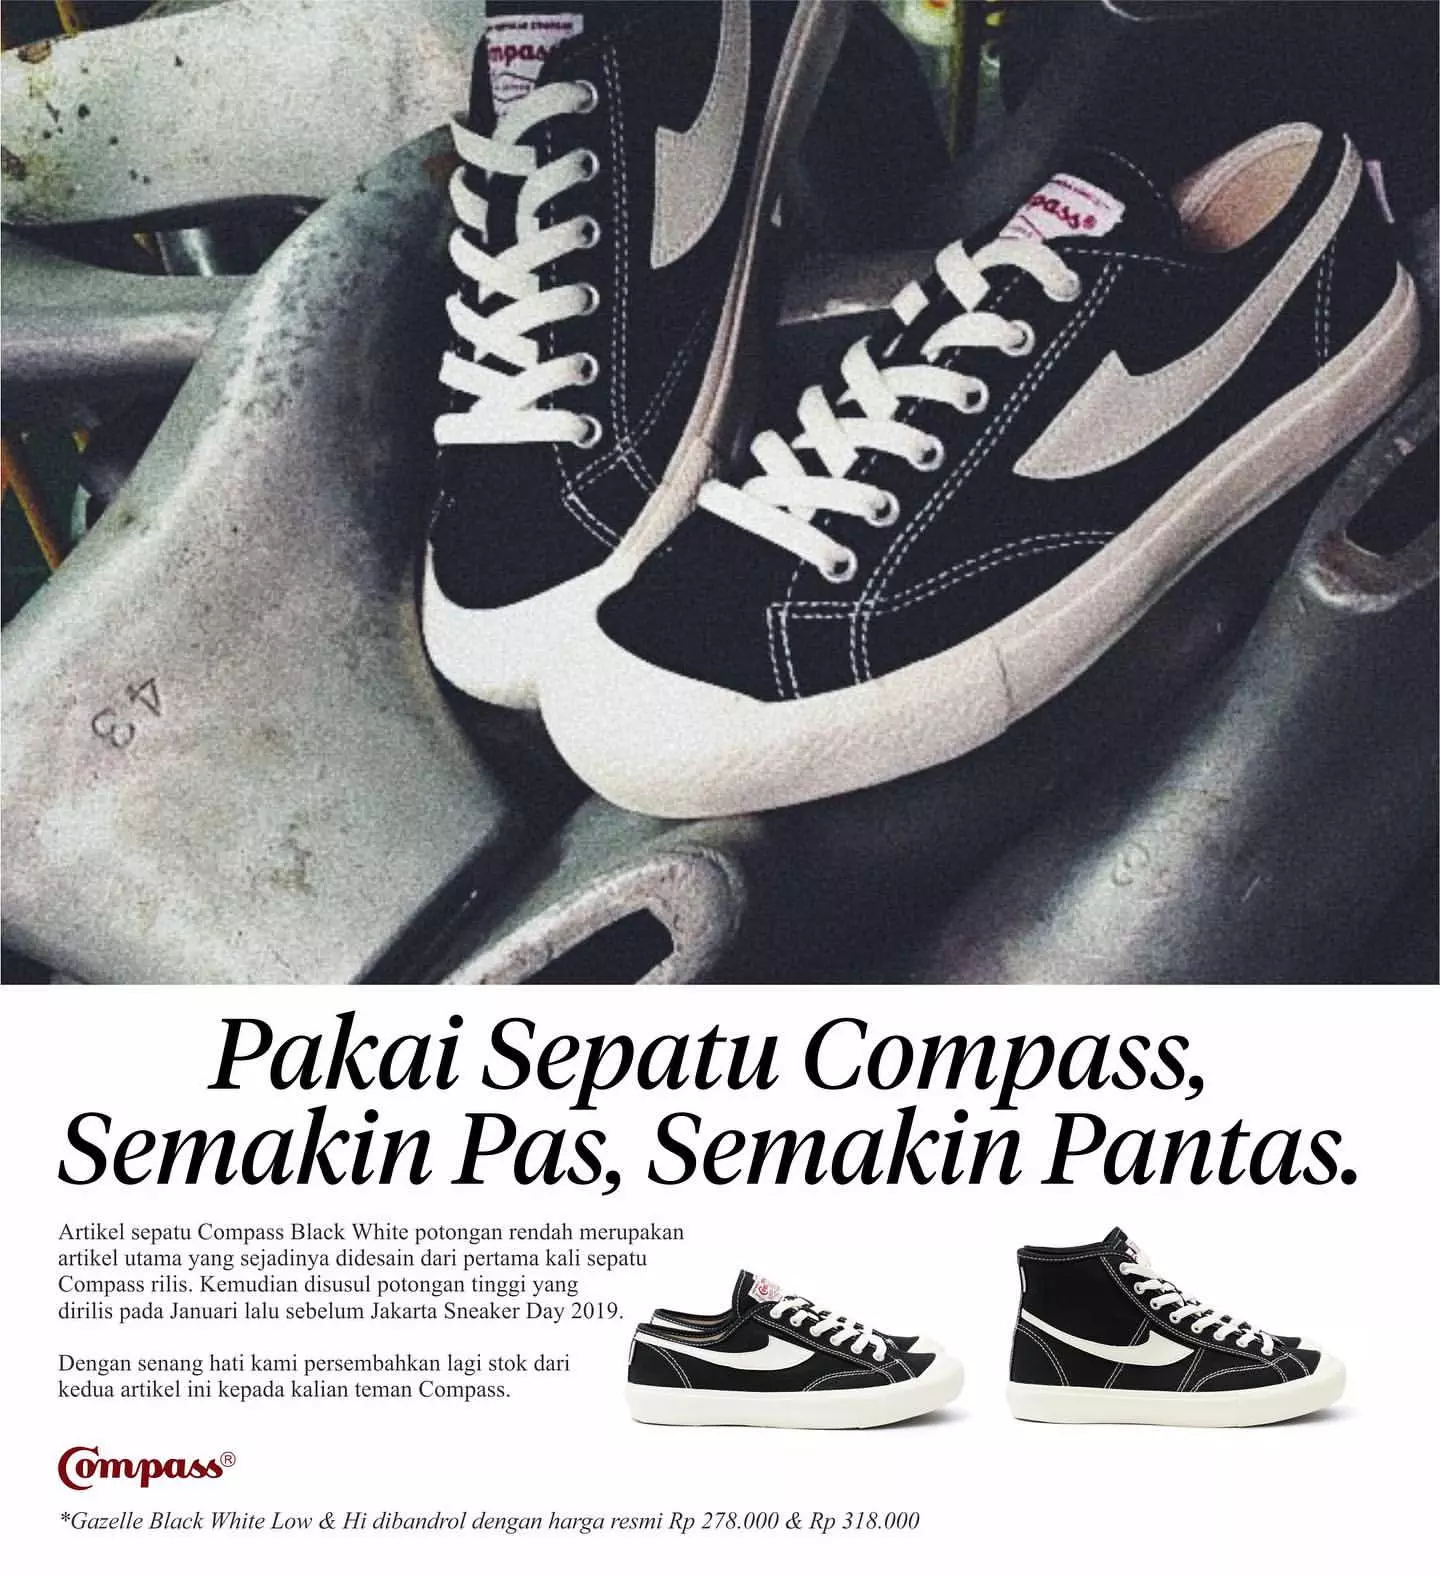 Compass
pass®
43
Pakai Sepatu Compass,
Semakin Pas, Semakin Pantas.
Artikel sepatu Compass Black White potongan rendah merupakan
artikel utama yang sejadinya didesain dari pertama kali sepatu
Compass rilis. Kemudian disusul potongan tinggi yang
dirilis pada Januari lalu sebelum Jakarta Sneaker Day 2019.
Dengan senang hati kami persembahkan lagi stok dari
kedua artikel ini kepada kalian teman Compass.
Compass®
*Gazelle Black White Low & Hi dibandrol dengan harga resmi Rp 278.000 & Rp 318.000